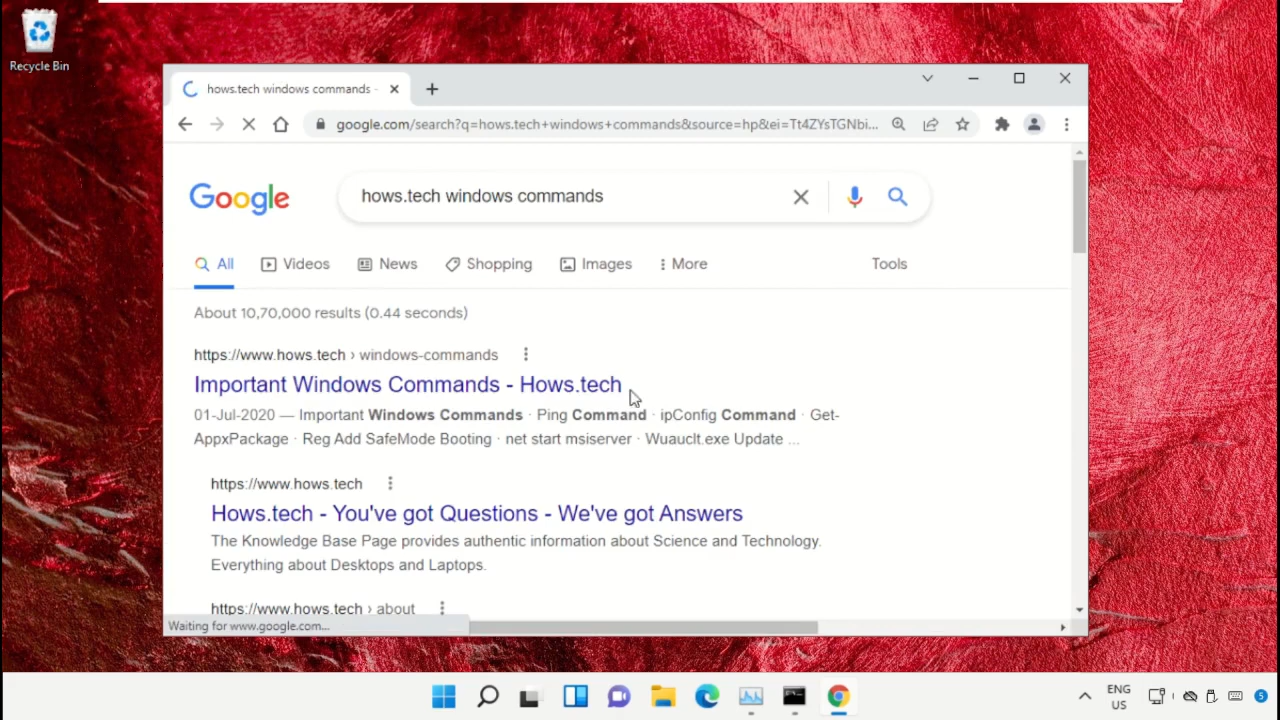 Recycle Bin
hows.tech windows commands -
google.com/search?q=hows.tech+windows+commands&source=hp&ei=Tt4ZYsTGNbi...
Google
hows.tech windows commands
All
Videos
News
Shopping
Images
More
Tools
About 10,70,000 results (0.44 seconds)
https://www.hows.tech › windows-commands
Important Windows Commands - Hows.tech
01-Jul-2020 — Important Windows Commands · Ping Command · ipConfig Command · Get-
AppxPackage · Reg Add SafeMode Booting · net start msiserver · Wuauclt.exe Update ...
https://www.hows.tech
Hows.tech - You've got Questions - We've got Answers
The Knowledge Base Page provides authentic information about Science and Technology.
Everything about Desktops and Laptops.
https://www.hows.tech › about
Waiting for www.google.com...
ENG
US
5